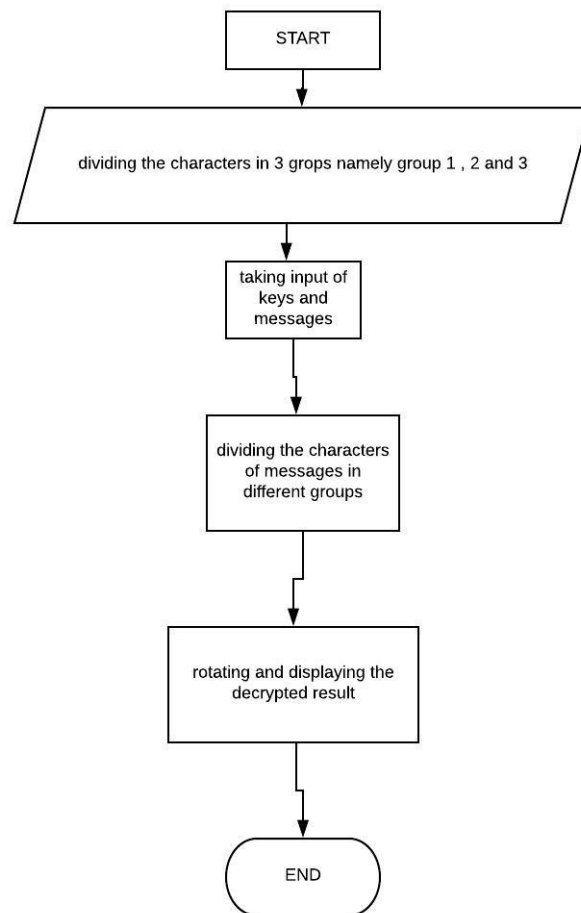 START
dividing the characters in 3 grops namely group 1 , 2 and 3
taking input of
keys and
messages
dividing the characters
of messages in
different groups
rotating and displaying the
decrypted result
END